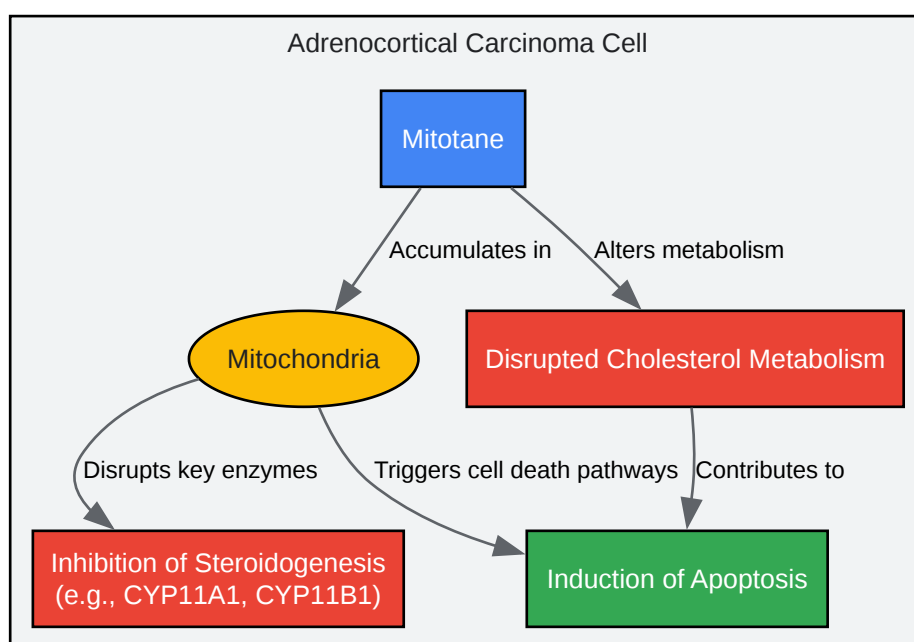 Adrenocortical Carcinoma Cell
Mitotane
Accumulates in
Alters metabolism
Mitochondria
Disrupted Cholesterol Metabolism
Disrupts key enzymes
Triggers cell death pathways
Contributes to
Inhibition of Steroidogenesis
(e.g., CYP11A1, CYP11B1)
Induction of Apoptosis